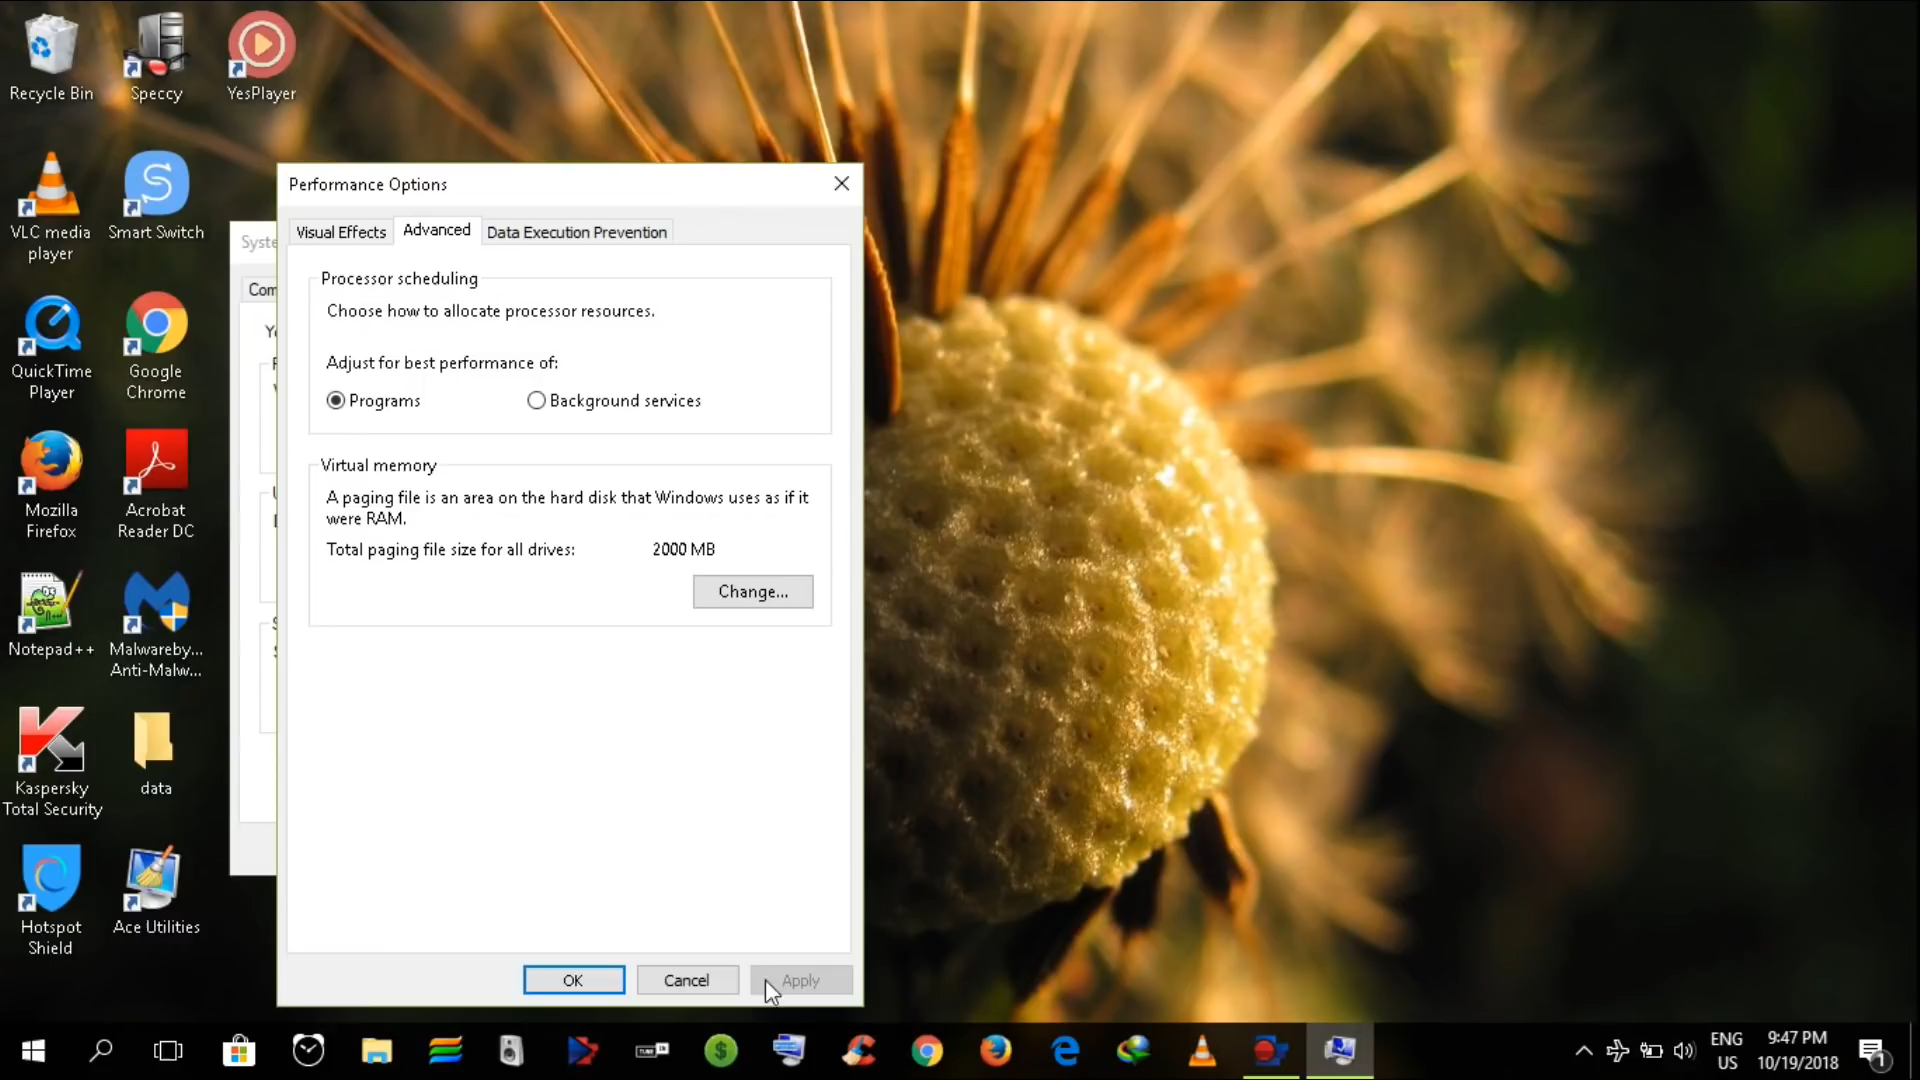 Recycle Bin
Speccy
YesPlayer
VLC media
player
Smart Switch
QuickTime
Player
Google
Chrome
Mozilla
Firefox
Acrobat
Reader DC
Notepad++
Malwareby...
Anti-Malw...
Kaspersky
Total Security
data
Hotspot
Shield
Ace Utilities
Syste
Com
Performance Options
Visual Effects
Advanced
Data Execution Prevention
Processor scheduling
Choose how to allocate processor resources.
Adjust for best performance of:
Programs
Background services
Virtual memory
A paging file is an area on the hard disk that Windows uses as if it
were RAM.
Total paging file size for all drives:
2000 MB
Change...
OK
Cancel
Apply
ENG
US
9:47 PM
10/19/2018
1